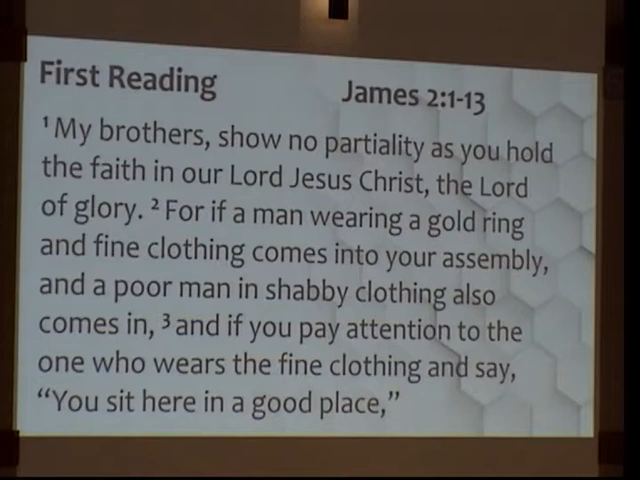 First Reading James 2:1-13
¹ My brothers, show no partiality as you hold
the faith in our Lord Jesus Christ, the Lord
of glory. ² For if a man wearing a gold ring
and fine clothing comes into your assembly,
and a poor man in shabby clothing also
comes in, ³ and if you pay attention to the
one who wears the fine clothing and say,
“You sit here in a good place,”